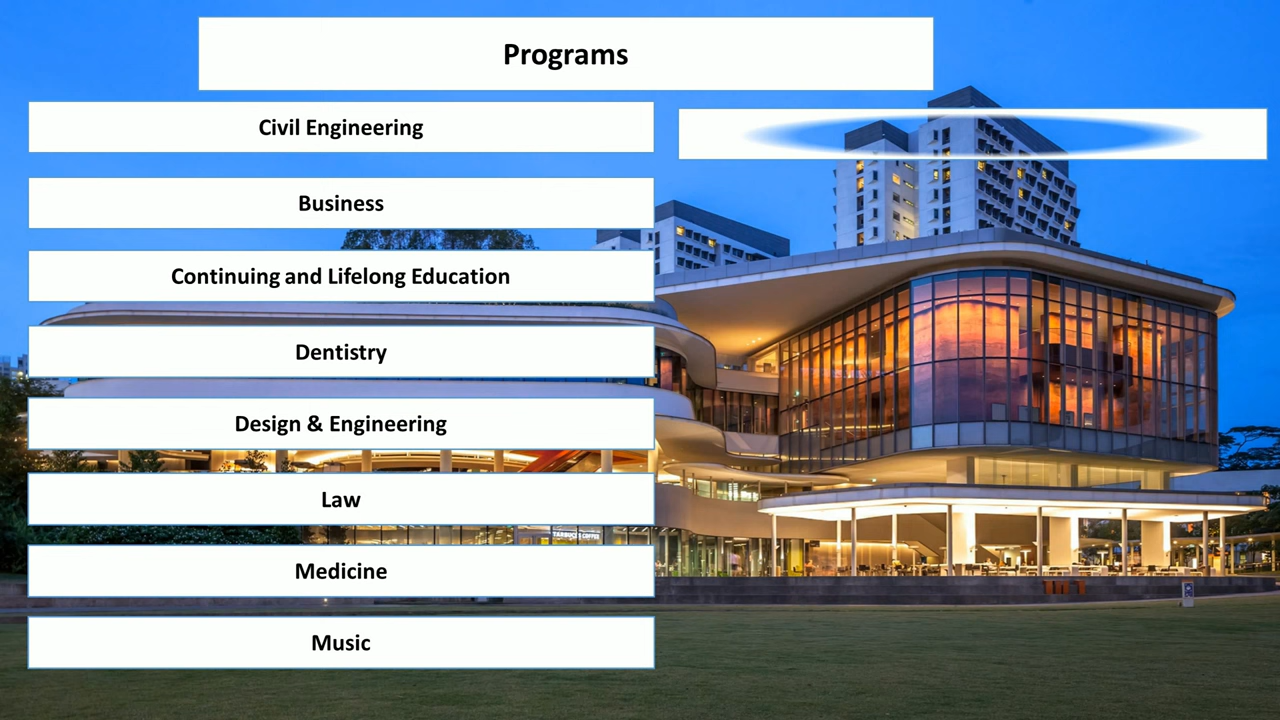 Programs
Civil Engineering
Business
Continuing and Lifelong Education
Dentistry
Design & Engineering
Law
Medicine
Music